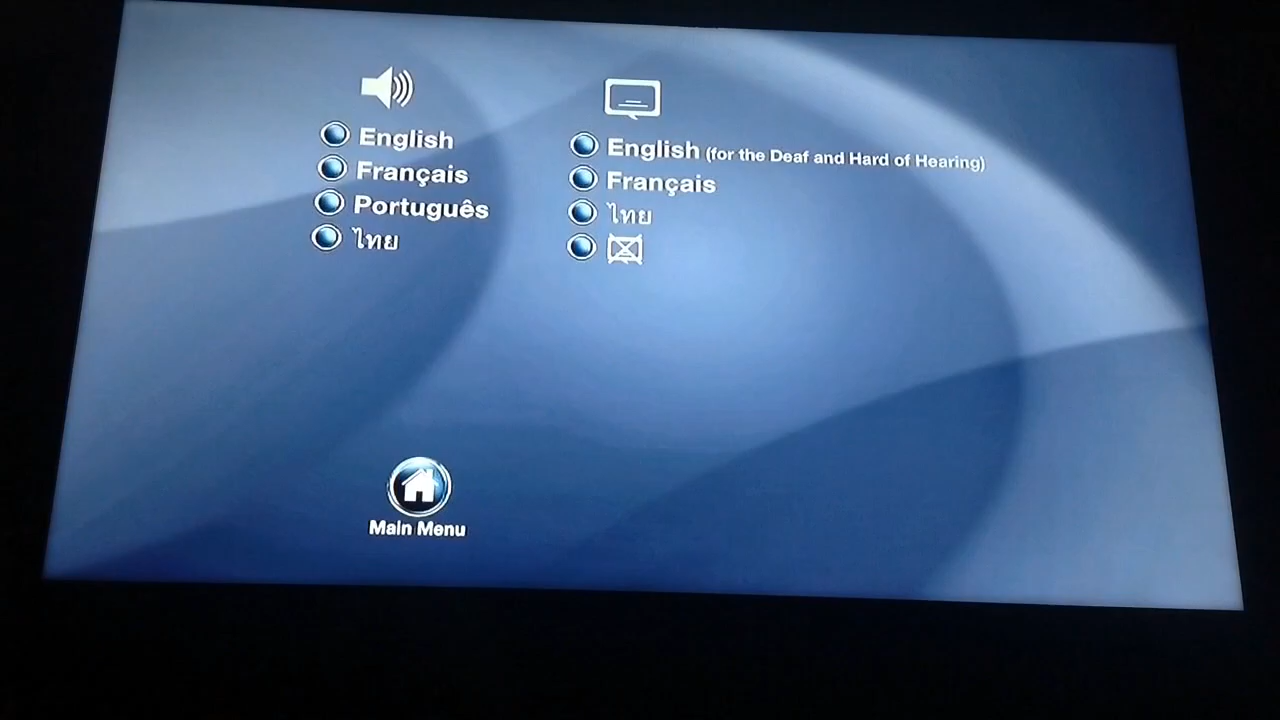 English
Français
Português
ไทย
English (for the Deaf and Hard of Hearing)
Français
ไทย
Main Menu